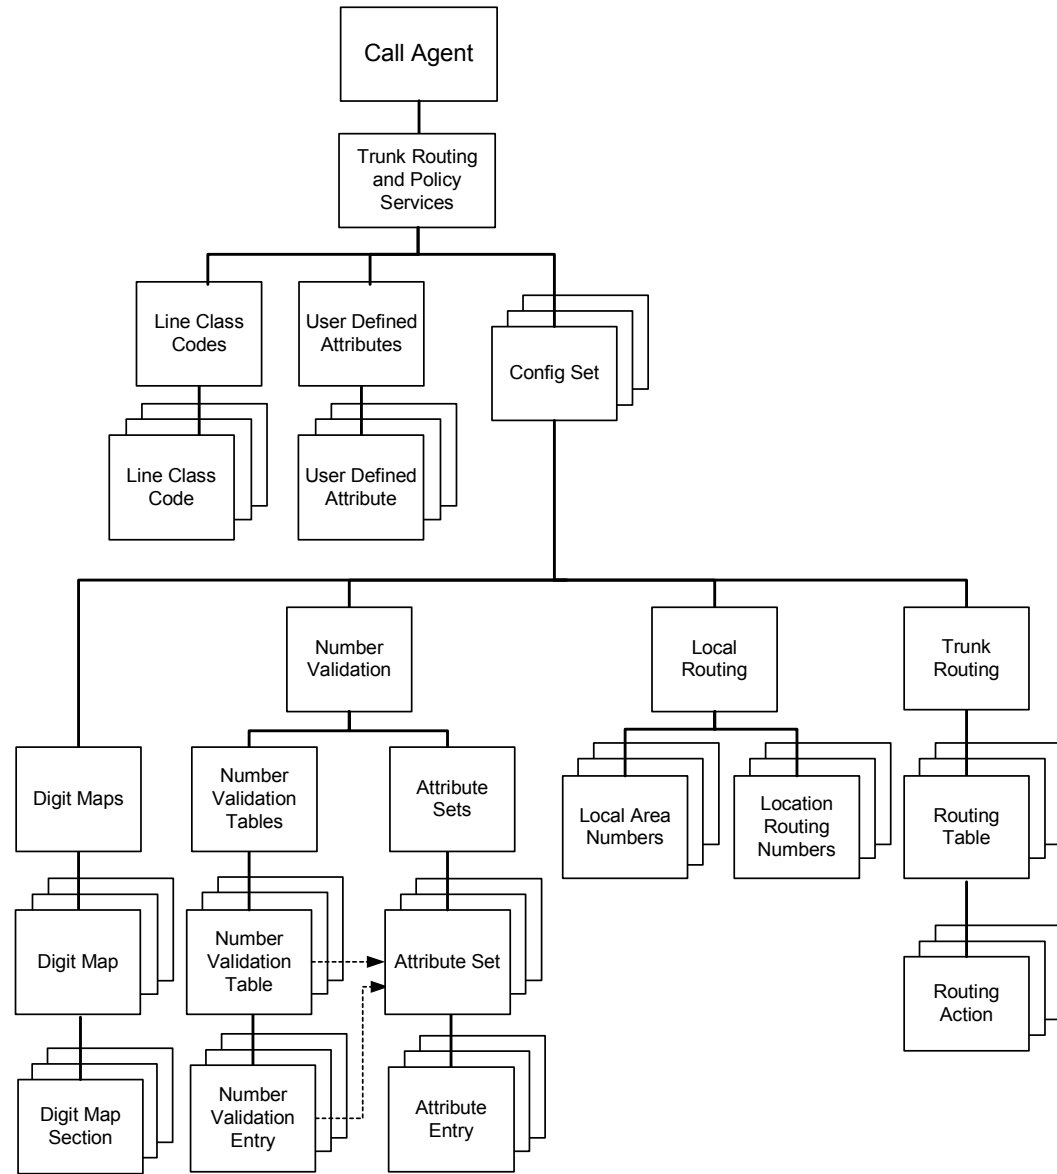 Call Agent
Trunk Routing
and Policy
Services
Line Class
Codes
User Defined
Attributes
Config Set
Line Class
Code
User Defined
Attribute
Number
Validation
Local
Routing
Trunk
Routing
Digit Maps
Number
Validation
Tables
Attribute
Sets
Local Area
Numbers
Location
Routing
Numbers
Routing
Table
Digit Map
Number
Validation
Table
Attribute Set
Routing
Action
Digit Map
Section
Number
Validation
Entry
Attribute
Entry